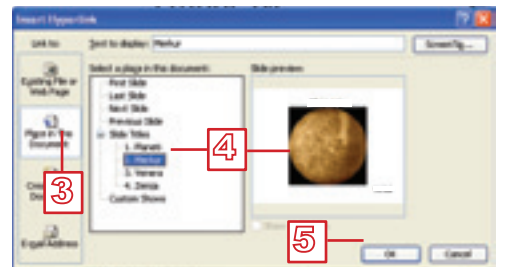 Insert Hyperlink
Link to:
Text to display: Merkur
ScreenTip...
Existing File or
Web Page
Select a place in this document:
Slide preview:
First Slide
Last Slide
Next Slide
Previous Slide
Slide Titles
1. Planeti
2. Merkur
3. Venera
4. Zemja
Custom Shows
Place in This
Document
3
4
5
E-mail Address
OK
Cancel